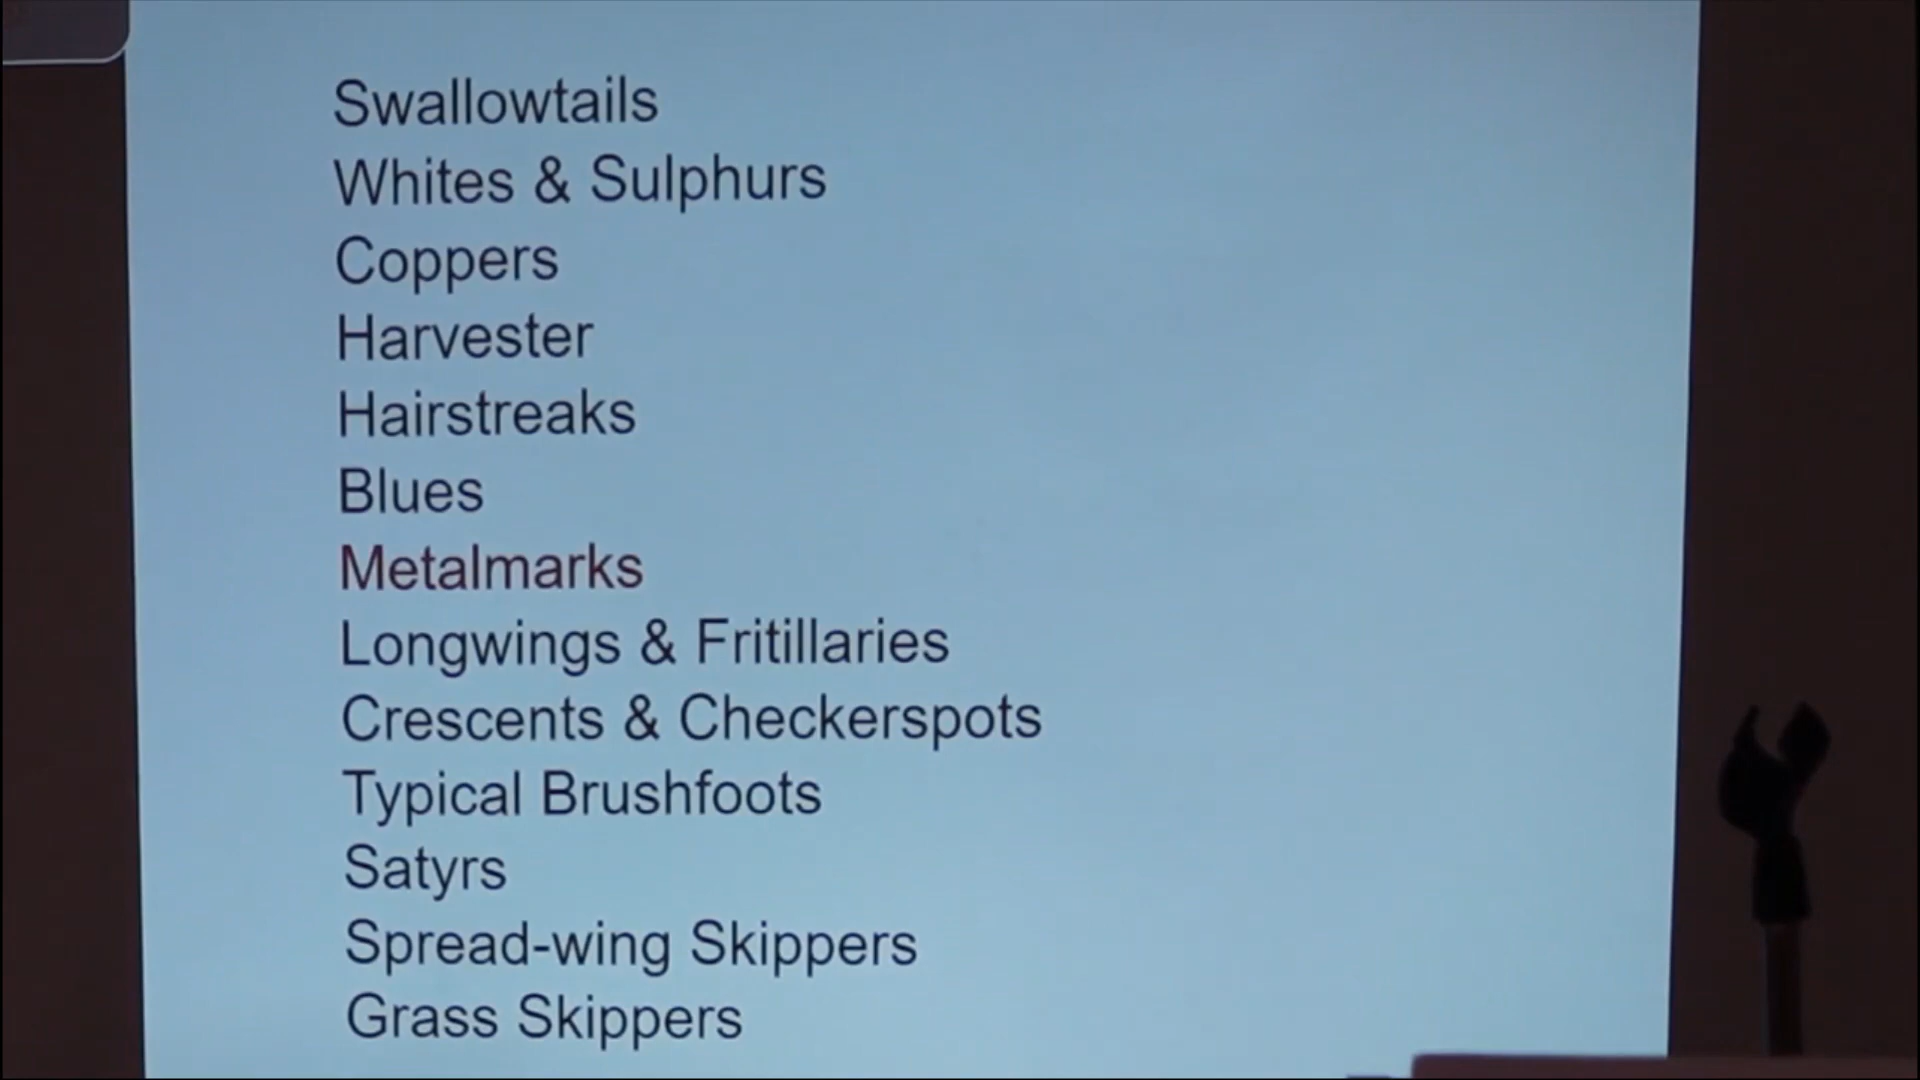 Swallowtails
Whites & Sulphurs
Coppers
Harvester
Hairstreaks
Blues
Metalmarks
Longwings & Fritillaries
Crescents & Checkerspots
Typical Brushfoots
Satyrs
Spread-wing Skippers
Grass Skippers